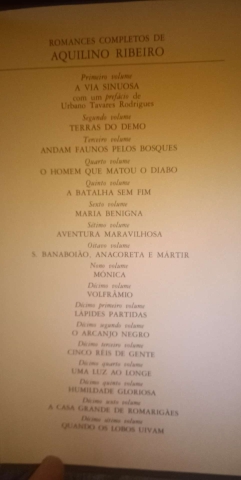 ROMANCES COMPLETOS DE
AQUILINO RIBEIRO
Primeiro volume
A VIA SINUOSA
com um prefácio de
Urbano Tavares Rodrigues
Segundo volume
TERRAS DO DEMO
Terceiro volume
ANDAM FAUNOS PELOS BOSQUES
Quarto volume
O HOMEM QUE MATOU O DIABO
Quinto volume
A BATALHA SEM FIM
Sexto volume
MARIA BENIGNA
Sétimo volume
AVENTURA MARAVILHOSA
Oitavo volume
S. BANABOIÃO, ANACORETA E MÁRTIR
Nono volume
MÓNICA
Décimo volume
VOLFRÂMIO
Décimo primeiro volume
LÁPIDES PARTIDAS
Décimo segundo volume
O ARCANJO NEGRO
Décimo terceiro volume
CINCO RÉIS DE GENTE
Décimo quarto volume
UMA LUZ AO LONGE
Décimo quinto volume
HUMILDADE GLORIOSA
Décimo sexto volume
A CASA GRANDE DE ROMARIGÃES
Décimo sétimo volume
QUANDO OS LOBOS UIVAM